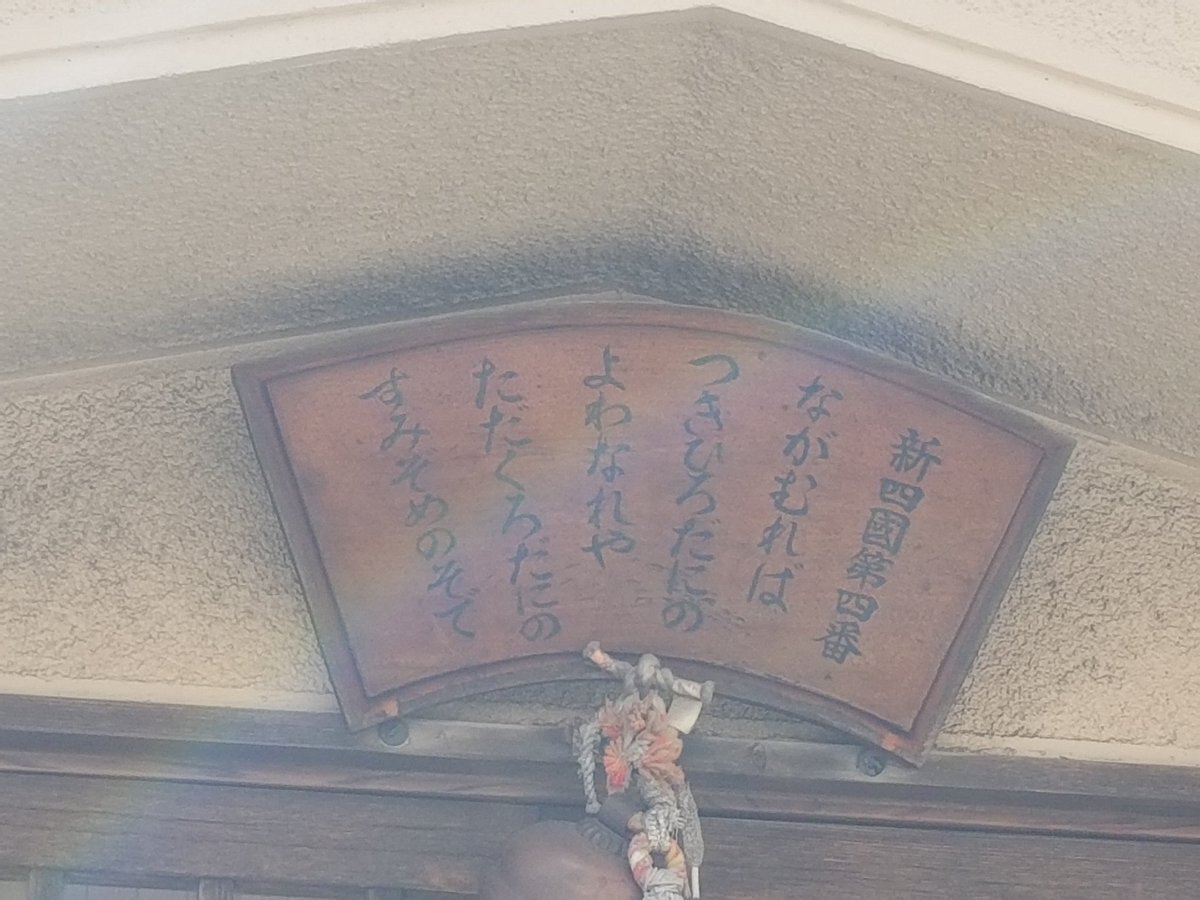 新四國第四番
ながむれば
つきひろだにの
よわなれや
ただくろだにの
すみぞめのそで